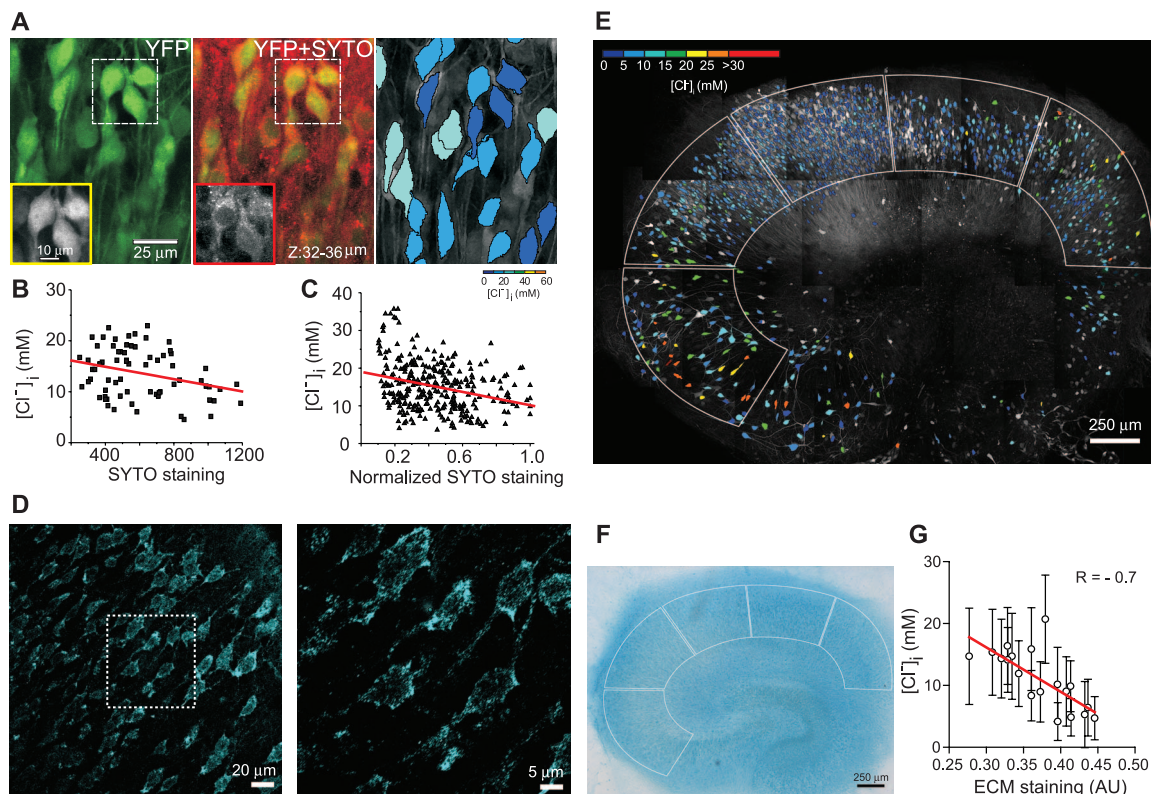 A
YFP
YFP+SYTO
10 μm
25 μm
Z:32-36 μm
0 20 40 60
[Cl⁻]i (mM)
B
[Cl⁻]i (mM)
30
20
10
0
400 800 1200
SYTO staining
C
[Cl⁻]i (mM)
40
30
20
10
0
0.2 0.6 1.0
Normalized SYTO staining
D
20 μm
5 μm
E
0 5 10 15 20 25 >30
[Cl⁻]i (mM)
250 μm
F
250 μm
G
R = - 0.7
[Cl⁻]i (mM)
30
20
10
0
0.25 0.30 0.35 0.40 0.45 0.50
ECM staining (AU)